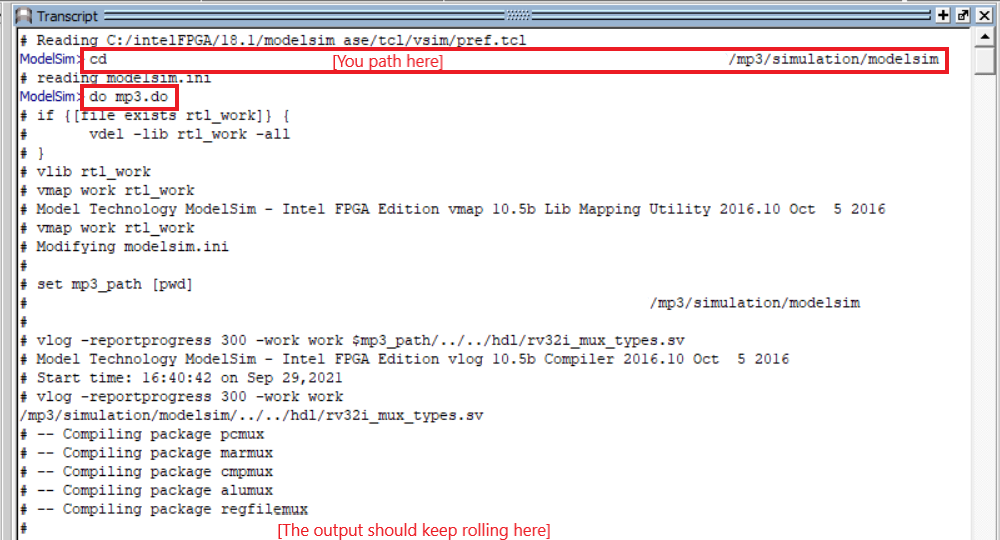 Transcript
# Reading C:/intelFPGA/18.1/modelsim_ase/tcl/vsim/pref.tcl
ModelSim> cd [You path here] /mp3/simulation/modelsim
# reading modelsim.ini
ModelSim> do mp3.do
# if {[file exists rtl_work]} {
# vdel -lib rtl_work -all
# }
# vlib rtl_work
# vmap work rtl_work
# Model Technology ModelSim - Intel FPGA Edition vmap 10.5b Lib Mapping Utility 2016.10 Oct  5 2016
# vmap work rtl_work
# Modifying modelsim.ini
#
# set mp3_path [pwd]
# /mp3/simulation/modelsim
#
# vlog -reportprogress 300 -work work $mp3_path/../../hdl/rv32i_mux_types.sv
# Model Technology ModelSim - Intel FPGA Edition vlog 10.5b Compiler 2016.10 Oct  5 2016
# Start time: 16:40:42 on Sep 29,2021
# vlog -reportprogress 300 -work work
/mp3/simulation/modelsim/../../hdl/rv32i_mux_types.sv
# -- Compiling package pcmux
# -- Compiling package marmux
# -- Compiling package cmpmux
# -- Compiling package alumux
# -- Compiling package regfilemux
# [The output should keep rolling here]